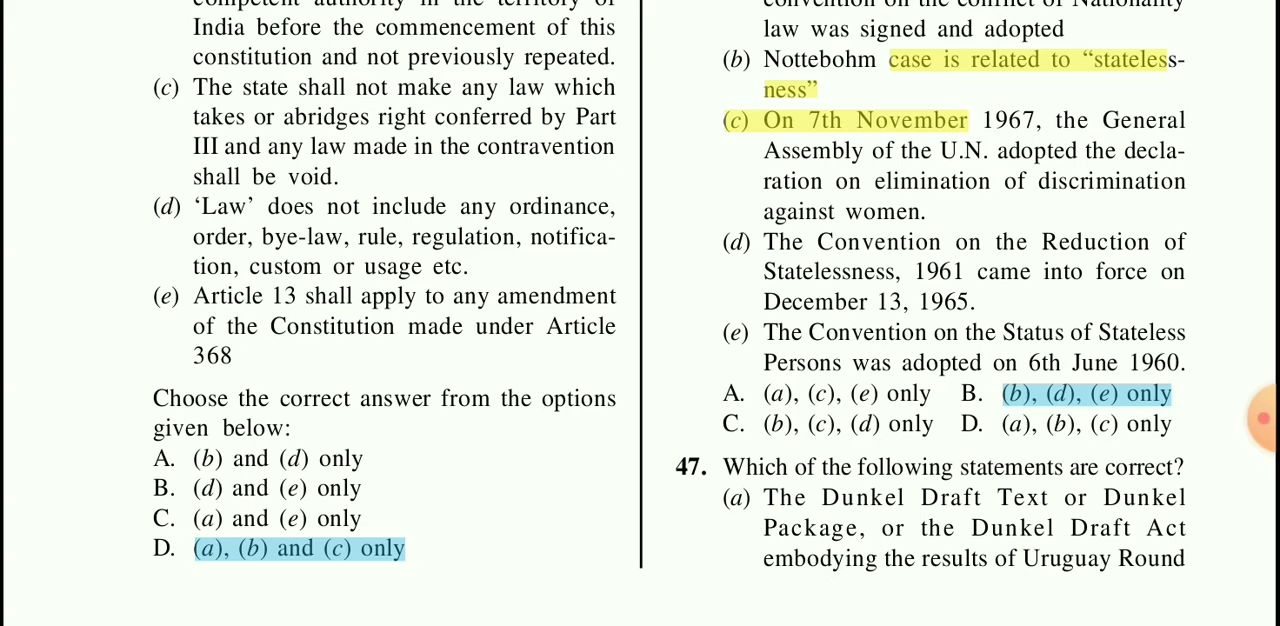 competent authority in the territory of
India before the commencement of this
constitution and not previously repeated.
(c) The state shall not make any law which
takes or abridges right conferred by Part
III and any law made in the contravention
shall be void.
(d) ‘Law’ does not include any ordinance,
order, bye-law, rule, regulation, notifica-
tion, custom or usage etc.
(e) Article 13 shall apply to any amendment
of the Constitution made under Article
368
Choose the correct answer from the options
given below:
A. (b) and (d) only
B. (d) and (e) only
C. (a) and (e) only
D. (a), (b) and (c) only
convention on the conflict of Nationality
law was signed and adopted
(b) Nottebohm case is related to “stateless-
ness”
(c) On 7th November 1967, the General
Assembly of the U.N. adopted the decla-
ration on elimination of discrimination
against women.
(d) The Convention on the Reduction of
Statelessness, 1961 came into force on
December 13, 1965.
(e) The Convention on the Status of Stateless
Persons was adopted on 6th June 1960.
A. (a), (c), (e) only B. (b), (d), (e) only
C. (b), (c), (d) only D. (a), (b), (c) only
47. Which of the following statements are correct?
(a) The Dunkel Draft Text or Dunkel
Package, or the Dunkel Draft Act
embodying the results of Uruguay Round